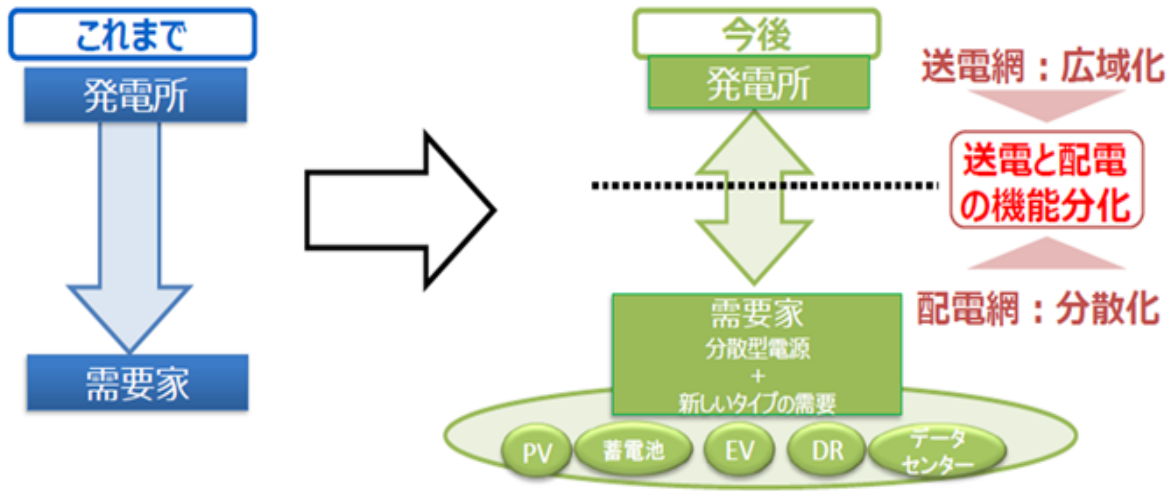 これまで
発電所
需要家
今後
発電所
送電網：広域化
送電と配電
の機能分化
配電網：分散化
需要家
分散型電源
+
新しいタイプの需要
PV
蓄電池
EV
DR
データ
センター